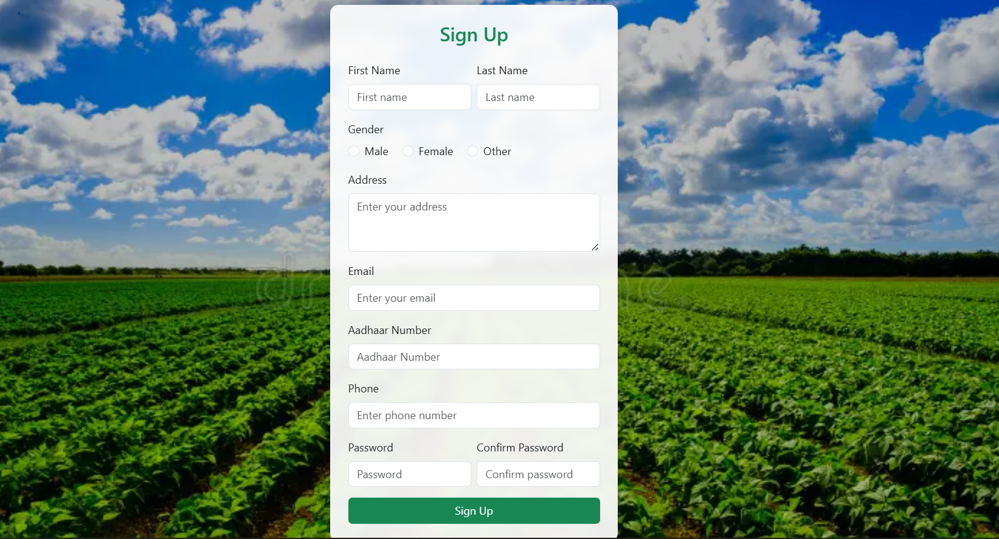 Sign Up
First Name Last Name
First name Last name
Gender
Male Female Other
Address
Enter your address
Email
Enter your email
Aadhaar Number
Aadhaar Number
Phone
Enter phone number
Password Confirm Password
Password Confirm password
Sign Up